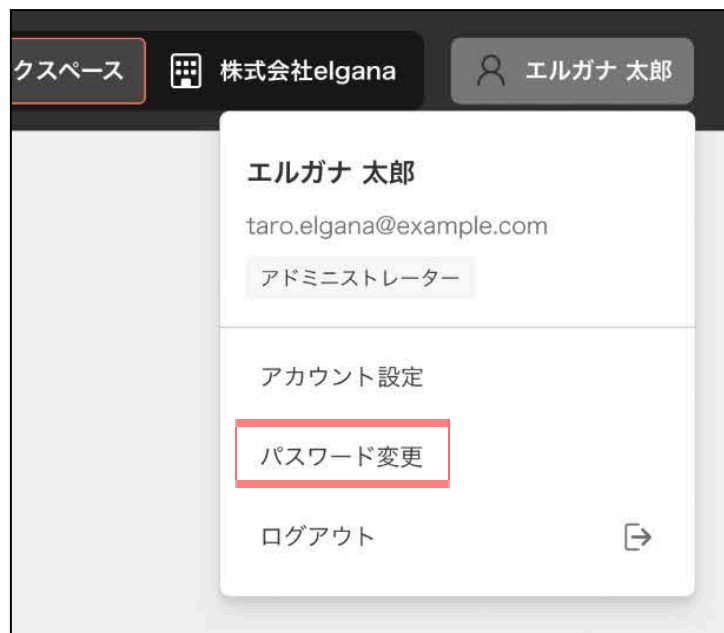 クスペース
株式会社elgana
エルガナ 太郎
エルガナ 太郎
taro.elgana@example.com
アドミニストレーター
アカウント設定
パスワード変更
ログアウト